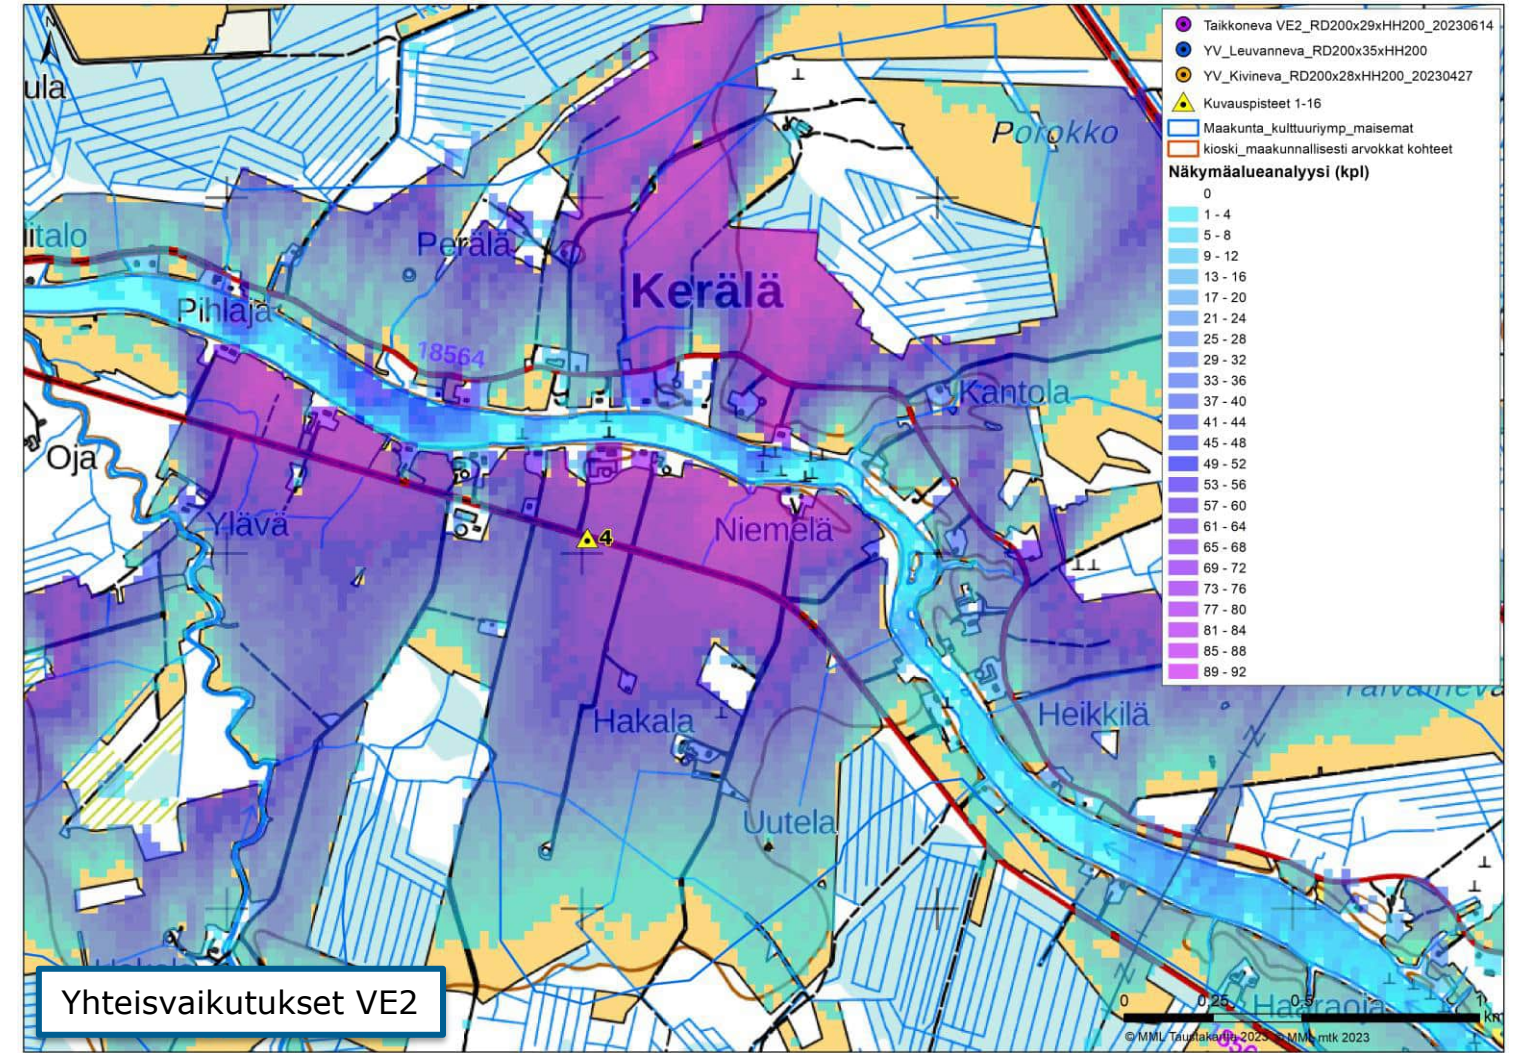 N
ula
Porokko
iitalo
Perälä
Kerälä
Pihlaja
18564
Kantola
Oja
Ylävä
Niemelä
4
Hakala
Heikkilä
Uutela
Haaraoja
Taikkoneva VE2_RD200x29xHH200_20230614
YV_Leuvanneva_RD200x35xHH200
YV_Kivineva_RD200x28xHH200_20230427
Kuvauspisteet 1-16
Maakunta_kulttuuriymp_maisemat
kioski_maakunnallisesti arvokkat kohteet
Näkymäalueanalyysi (kpl)
0
1 - 4
5 - 8
9 - 12
13 - 16
17 - 20
21 - 24
25 - 28
29 - 32
33 - 36
37 - 40
41 - 44
45 - 48
49 - 52
53 - 56
57 - 60
61 - 64
65 - 68
69 - 72
73 - 76
77 - 80
81 - 84
85 - 88
89 - 92
Yhteisvaikutukset VE2
0 0,25 0,5 1
km
© MML Taustakartta 2023, © MML mtk 2023